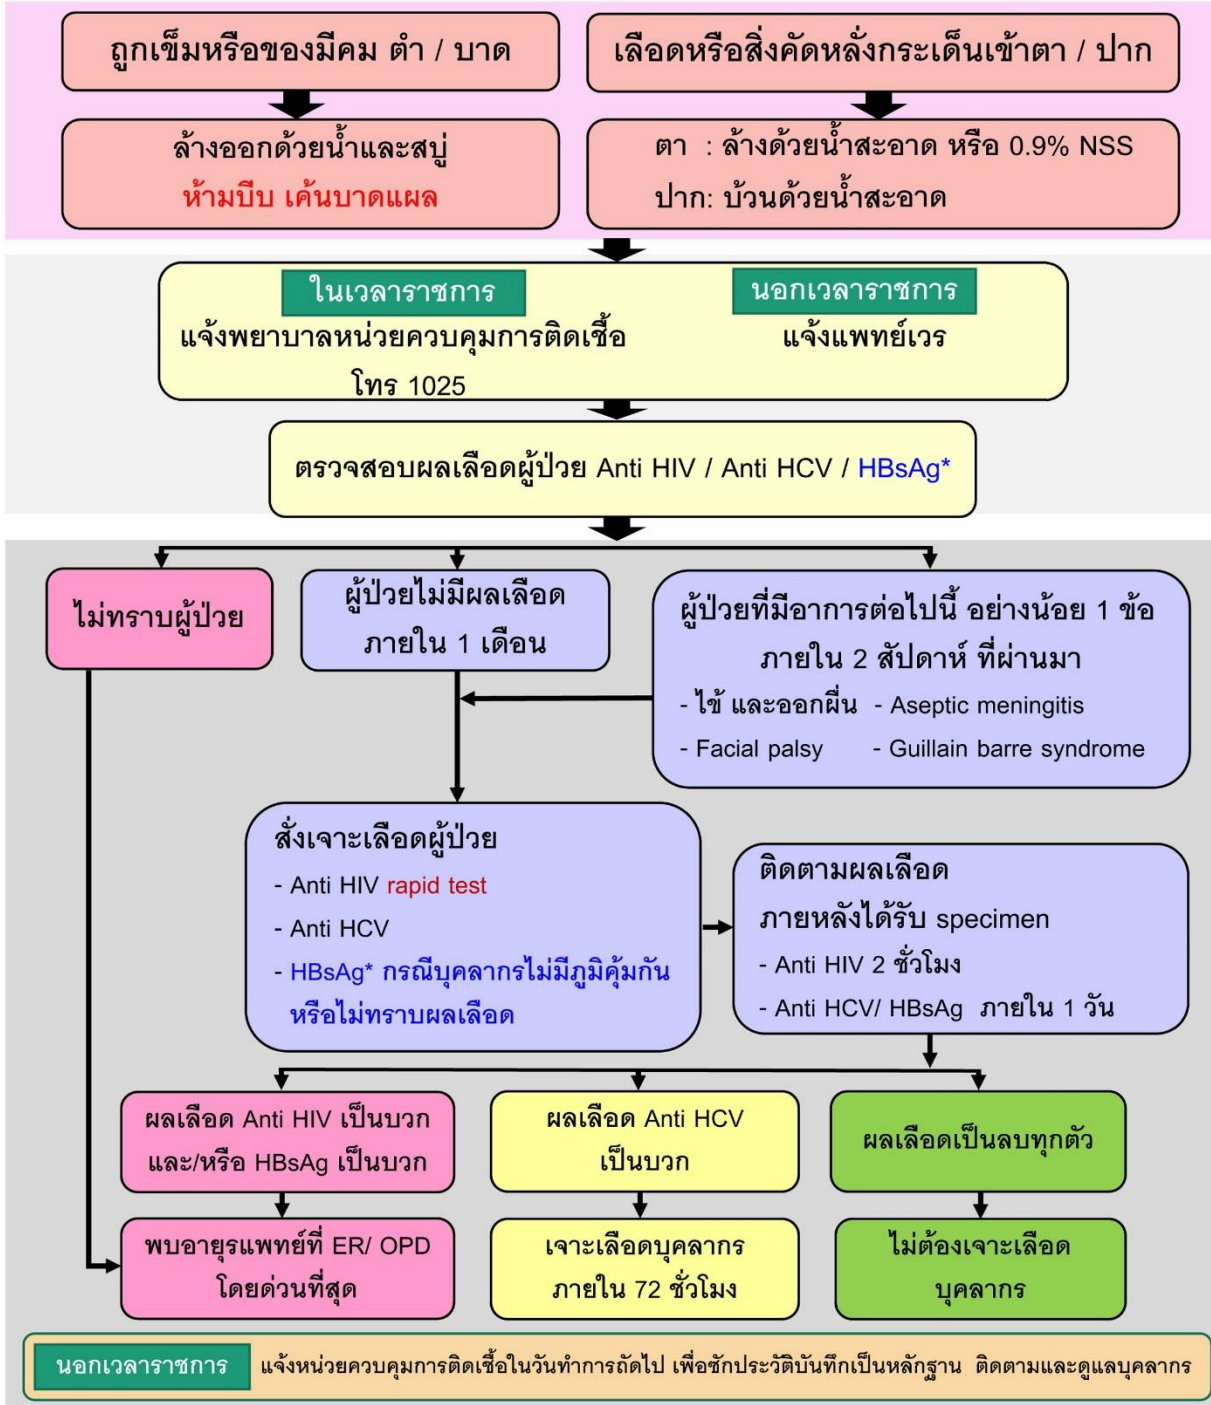 ถูกเข็มหรือของมีคม ตำ / บาด
เลือดหรือสิ่งคัดหลั่งกระเด็นเข้าตา / ปาก
ล้างออกด้วยน้ำและสบู่
ห้ามบีบ เค้นบาดแผล
ตา : ล้างด้วยน้ำสะอาด หรือ 0.9% NSS
ปาก: บ้วนด้วยน้ำสะอาด
ในเวลาราชการ
แจ้งพยาบาลหน่วยควบคุมการติดเชื้อ
โทร 1025
นอกเวลาราชการ
แจ้งแพทย์เวร
ตรวจสอบผลเลือดผู้ป่วย Anti HIV / Anti HCV / HBsAg*
ไม่ทราบผู้ป่วย
ผู้ป่วยไม่มีผลเลือด
ภายใน 1 เดือน
ผู้ป่วยที่มีอาการต่อไปนี้ อย่างน้อย 1 ข้อ
ภายใน 2 สัปดาห์ ที่ผ่านมา
- ไข้ และออกผื่น - Aseptic meningitis
- Facial palsy - Guillain barre syndrome
สั่งเจาะเลือดผู้ป่วย
- Anti HIV rapid test
- Anti HCV
- HBsAg* กรณีบุคลากรไม่มีภูมิคุ้มกัน
หรือไม่ทราบผลเลือด
ติดตามผลเลือด
ภายหลังได้รับ specimen
- Anti HIV 2 ชั่วโมง
- Anti HCV/ HBsAg ภายใน 1 วัน
ผลเลือด Anti HIV เป็นบวก
และ/หรือ HBsAg เป็นบวก
ผลเลือด Anti HCV
เป็นบวก
ผลเลือดเป็นลบทุกตัว
พบอายุรแพทย์ที่ ER/ OPD
โดยด่วนที่สุด
เจาะเลือดบุคลากร
ภายใน 72 ชั่วโมง
ไม่ต้องเจาะเลือด
บุคลากร
นอกเวลาราชการ แจ้งหน่วยควบคุมการติดเชื้อในวันทำการถัดไป เพื่อซักประวัติบันทึกเป็นหลักฐาน ติดตามและดูแลบุคลากร